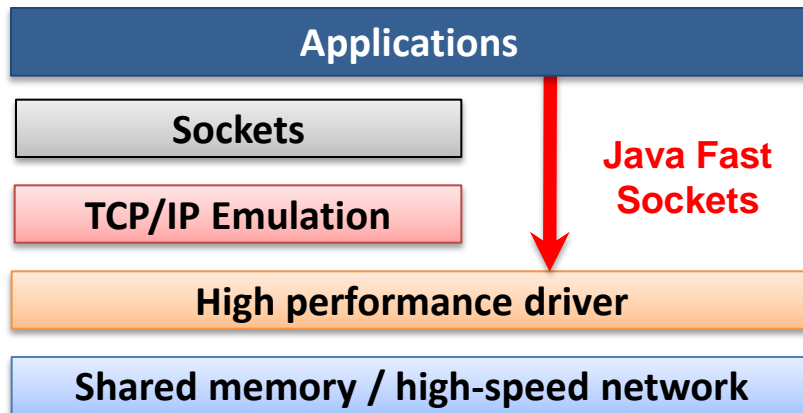 Applications
Sockets
Java Fast
Sockets
TCP/IP Emulation
High performance driver
Shared memory / high-speed network